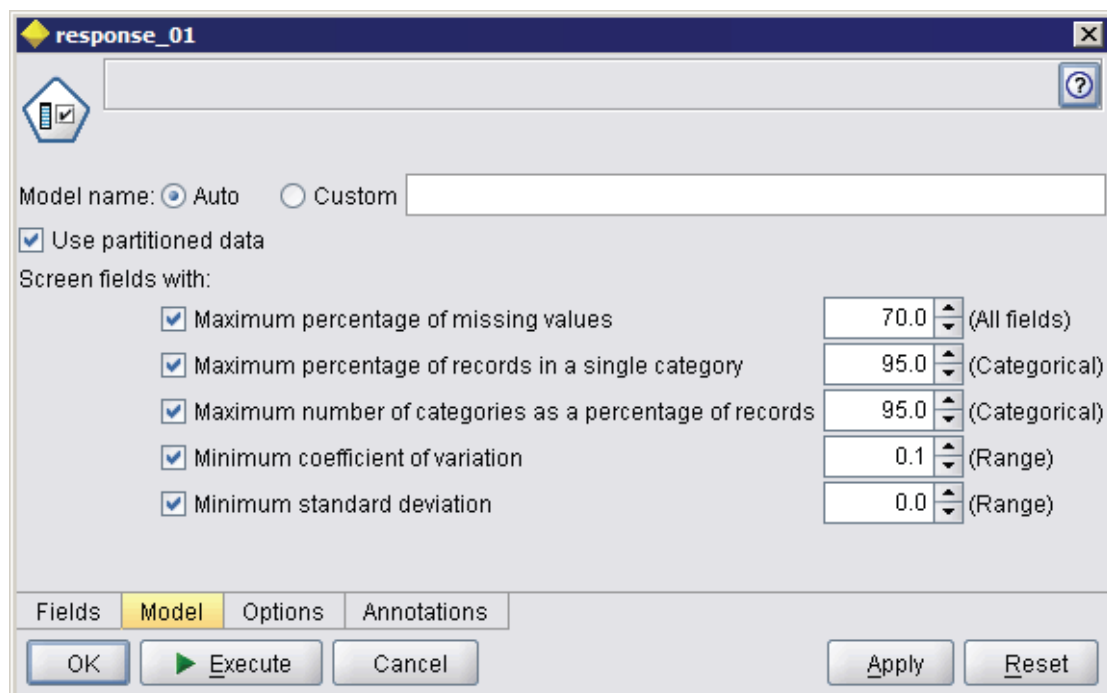 response_01
Model name: Auto Custom
Use partitioned data
Screen fields with:
Maximum percentage of missing values 70.0 (All fields)
Maximum percentage of records in a single category 95.0 (Categorical)
Maximum number of categories as a percentage of records 95.0 (Categorical)
Minimum coefficient of variation 0.1 (Range)
Minimum standard deviation 0.0 (Range)
Fields Model Options Annotations
OK Execute Cancel Apply Reset